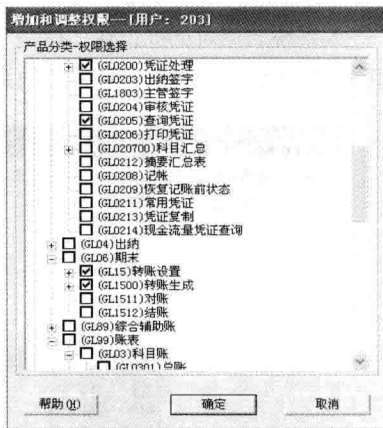 增加和调整权限--[用户: 203]
产品分类-权限选择
(GL0200)凭证处理
(GL0203)出纳签字
(GL1803)主管签字
(GL0204)审核凭证
(GL0205)查询凭证
(GL0206)打印凭证
(GL020700)科目汇总
(GL0212)摘要汇总表
(GL0208)记帐
(GL0209)恢复记账前状态
(GL0211)常用凭证
(GL0213)凭证复制
(GL0214)现金流量凭证查询
(GL04)出纳
(GL06)期末
(GL15)转账设置
(GL1500)转账生成
(GL1511)对账
(GL1512)结账
(GL89)综合辅助账
(GL99)账表
(GL03)科目账
(GL0301)总账
帮助(H) 确定 取消